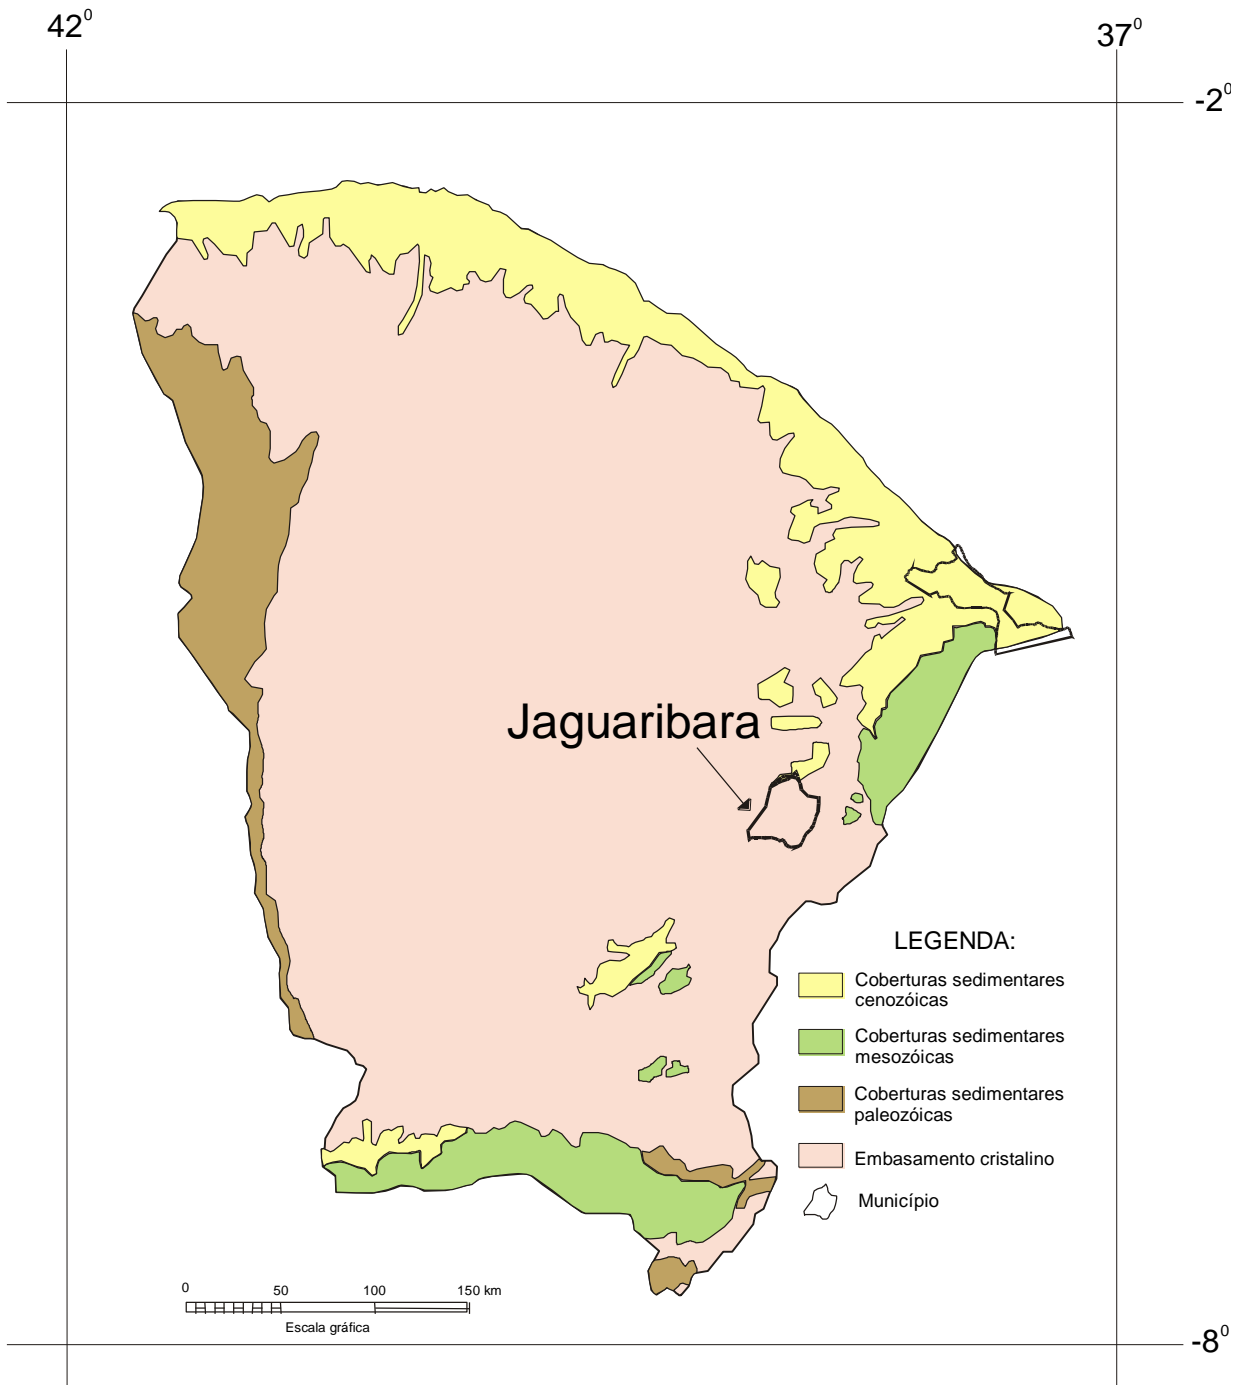 42⁰
37⁰
-2⁰
Jaguaribara
LEGENDA:
Coberturas sedimentares
cenozóicas
Coberturas sedimentares
mesozóicas
Coberturas sedimentares
paleozóicas
Embasamento cristalino
Município
0 50 100 150 km
Escala gráfica
-8⁰